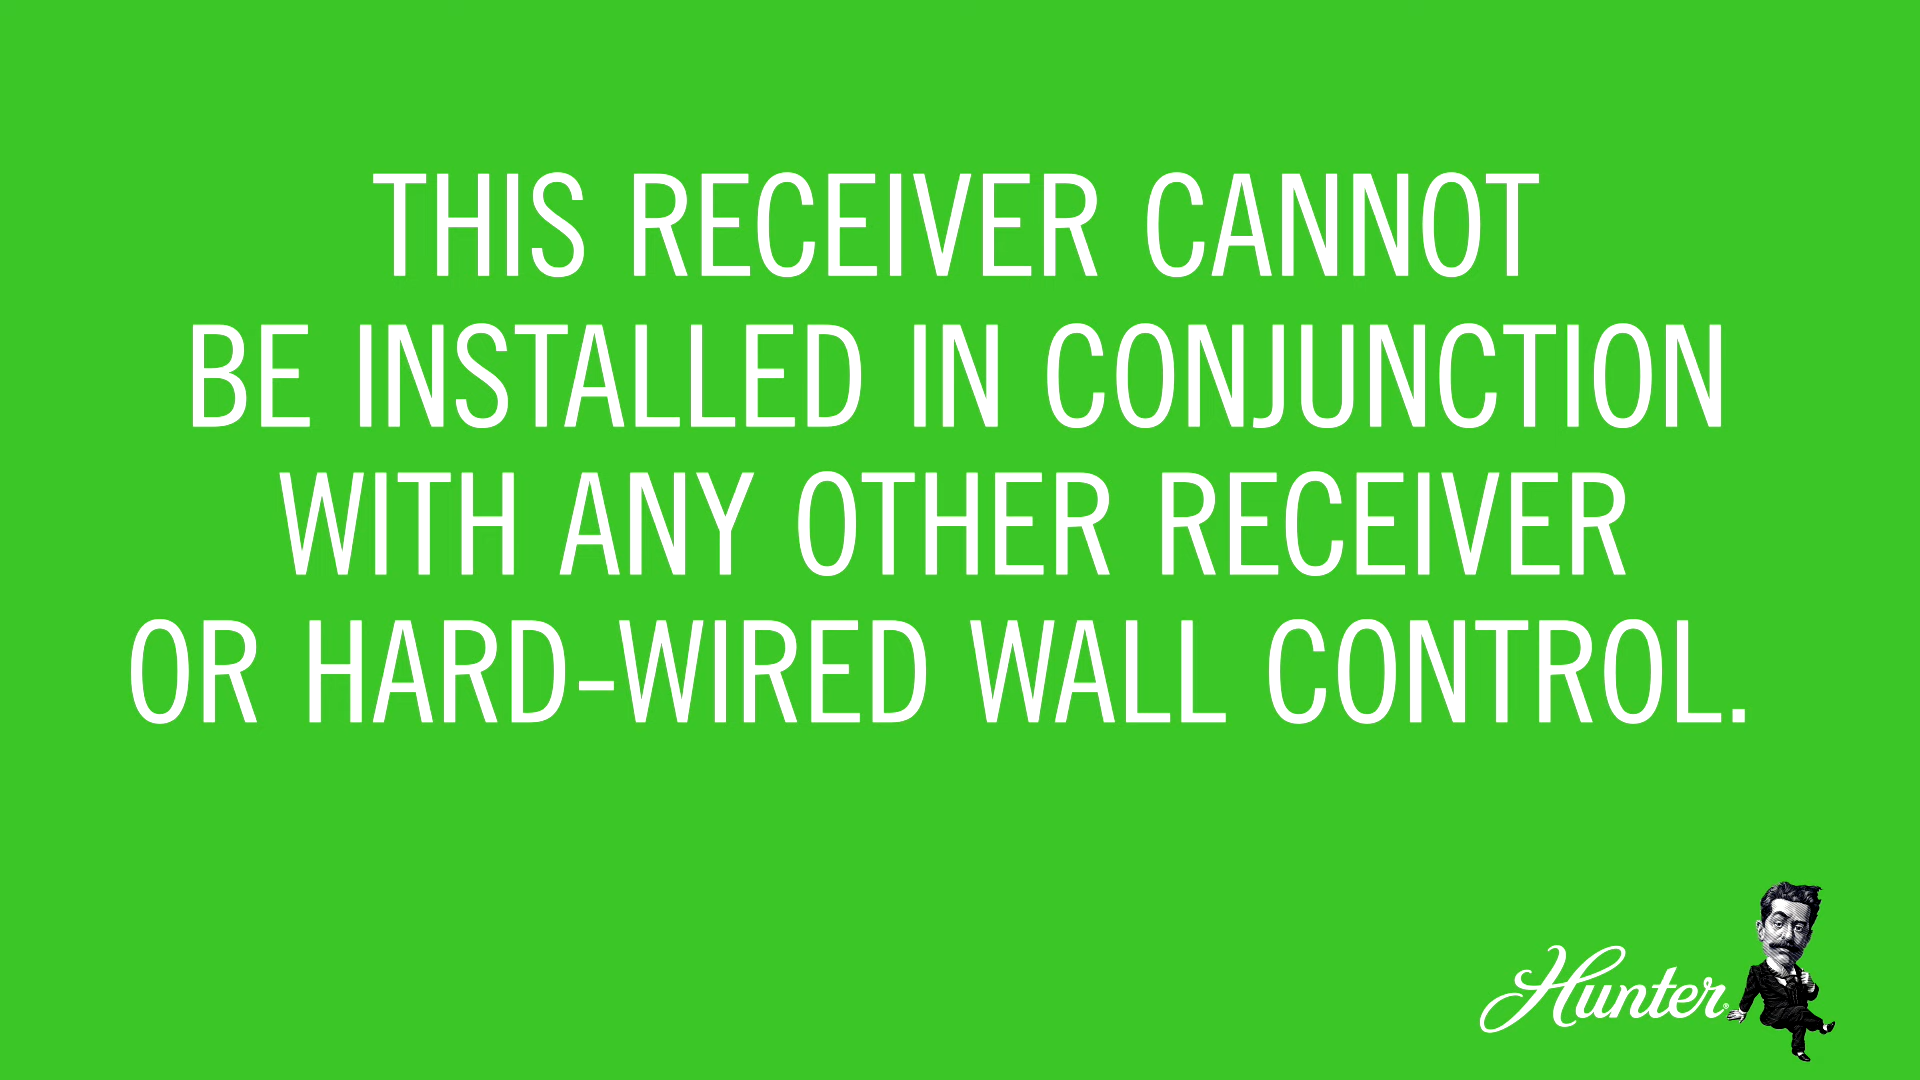 THIS RECEIVER CANNOT
BE INSTALLED IN CONJUNCTION
WITH ANY OTHER RECEIVER
OR HARD-WIRED WALL CONTROL.
Hunter®